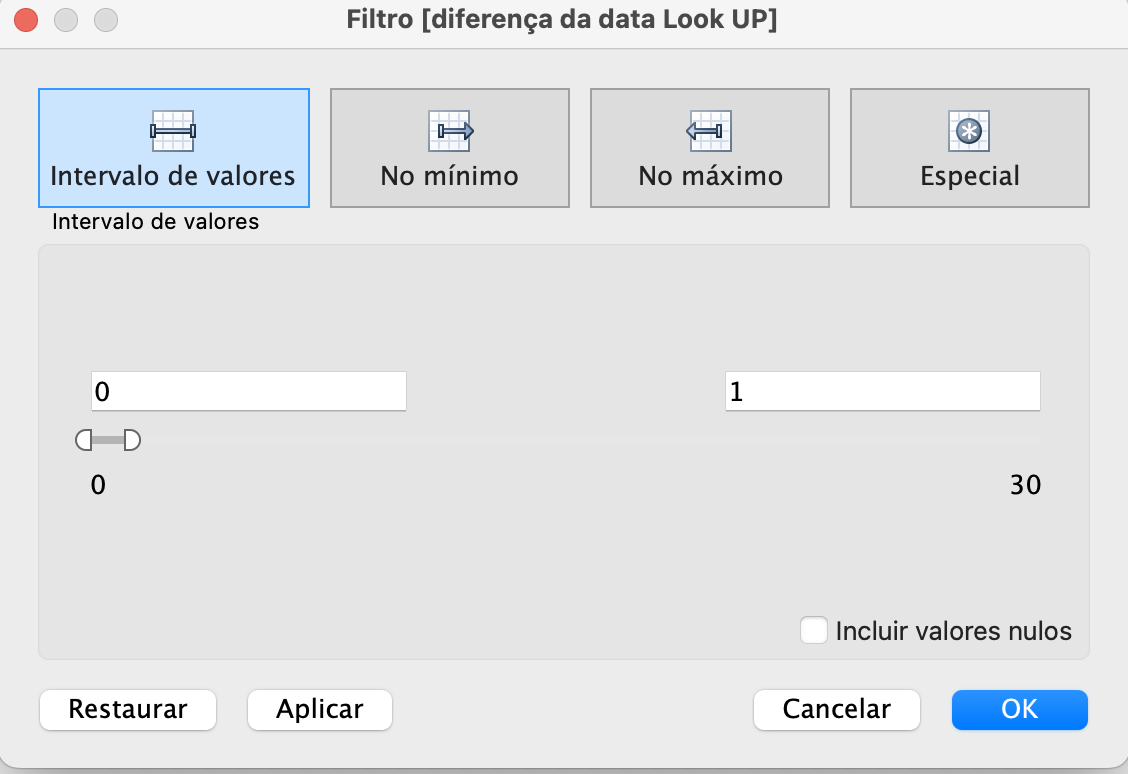 Filtro [diferença da data Look UP]
Intervalo de valores
No mínimo
No máximo
Especial
Intervalo de valores
0
1
0
30
Incluir valores nulos
Restaurar
Aplicar
Cancelar
OK